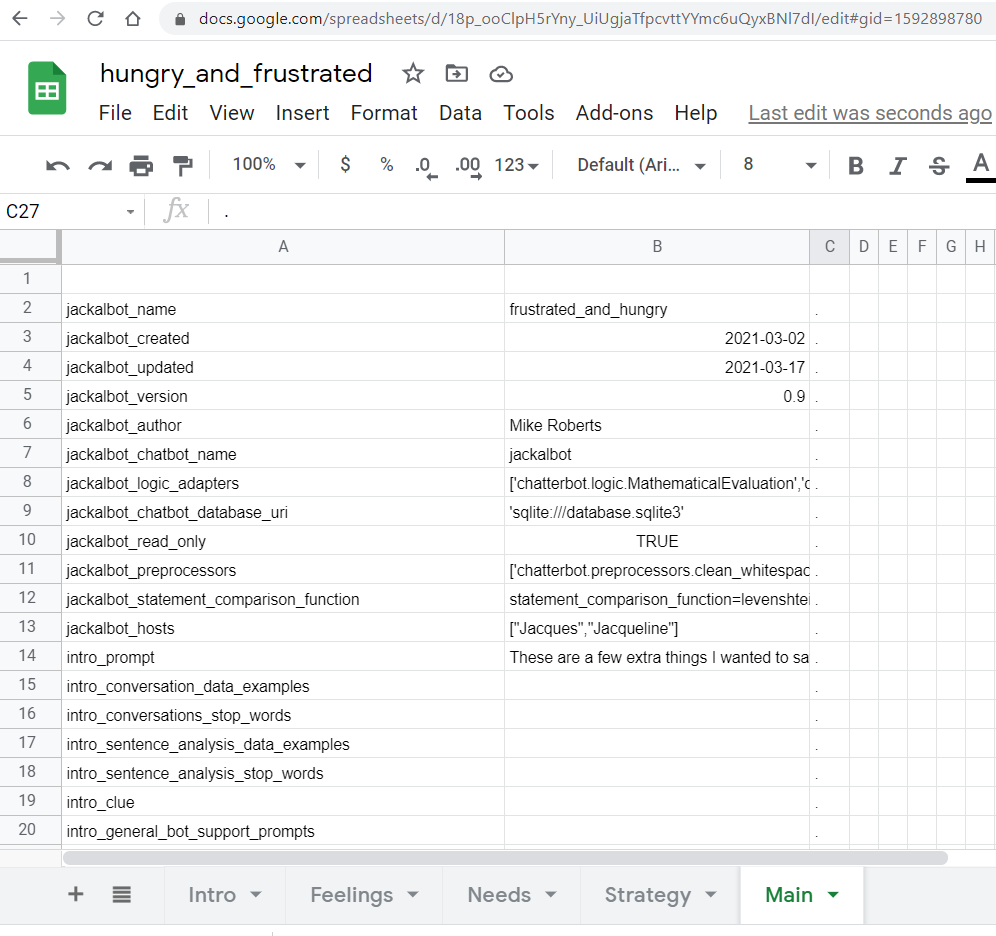 docs.google.com/spreadsheets/d/18p_ooClpH5rYny_UiUgjaTfpcvttYYmc6uQyxBNl7dI/edit#gid=1592898780
hungry_and_frustrated
File Edit View Insert Format Data Tools Add-ons Help Last edit was seconds ago
100% $ % .0 .00 123 Default (Ari... 8 B I S A
C27 fx .
A B C D E F G H
1
2 jackalbot_name frustrated_and_hungry .
3 jackalbot_created 2021-03-02 .
4 jackalbot_updated 2021-03-17 .
5 jackalbot_version 0.9 .
6 jackalbot_author Mike Roberts .
7 jackalbot_chatbot_name jackalbot .
8 jackalbot_logic_adapters ['chatterbot.logic.MathematicalEvaluation','c .
9 jackalbot_chatbot_database_uri 'sqlite:///database.sqlite3' .
10 jackalbot_read_only TRUE .
11 jackalbot_preprocessors ['chatterbot.preprocessors.clean_whitespac .
12 jackalbot_statement_comparison_function statement_comparison_function=levenshtei .
13 jackalbot_hosts ["Jacques","Jacqueline"] .
14 intro_prompt These are a few extra things I wanted to sa .
15 intro_conversation_data_examples .
16 intro_conversations_stop_words .
17 intro_sentence_analysis_data_examples .
18 intro_sentence_analysis_stop_words .
19 intro_clue .
20 intro_general_bot_support_prompts .
+ Intro Feelings Needs Strategy Main